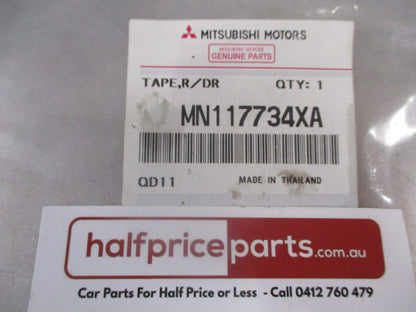 MITSUBISHI MOTORS
MITSUBISHI MOTORS
GENUINE PARTS
TAPE,R/DR QTY: 1
MN117734XA
QD11 MADE IN THAILAND
halfpriceparts.com.au
Car Parts For Half Price or Less - Call 0412 760 479